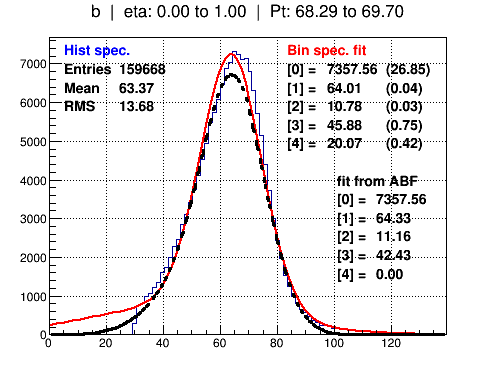 b | eta: 0.00 to 1.00 | Pt: 68.29 to 69.70
Hist spec.
Entries 159668
Mean 63.37
RMS 13.68
Bin spec. fit
[0] = 7357.56 (26.85)
[1] = 64.01 (0.04)
[2] = 10.78 (0.03)
[3] = 45.88 (0.75)
[4] = 20.07 (0.42)
fit from ABF
[0] = 7357.56
[1] = 64.33
[2] = 11.16
[3] = 42.43
[4] = 0.00
7000
6000
5000
4000
3000
2000
1000
0
0 20 40 60 80 100 120